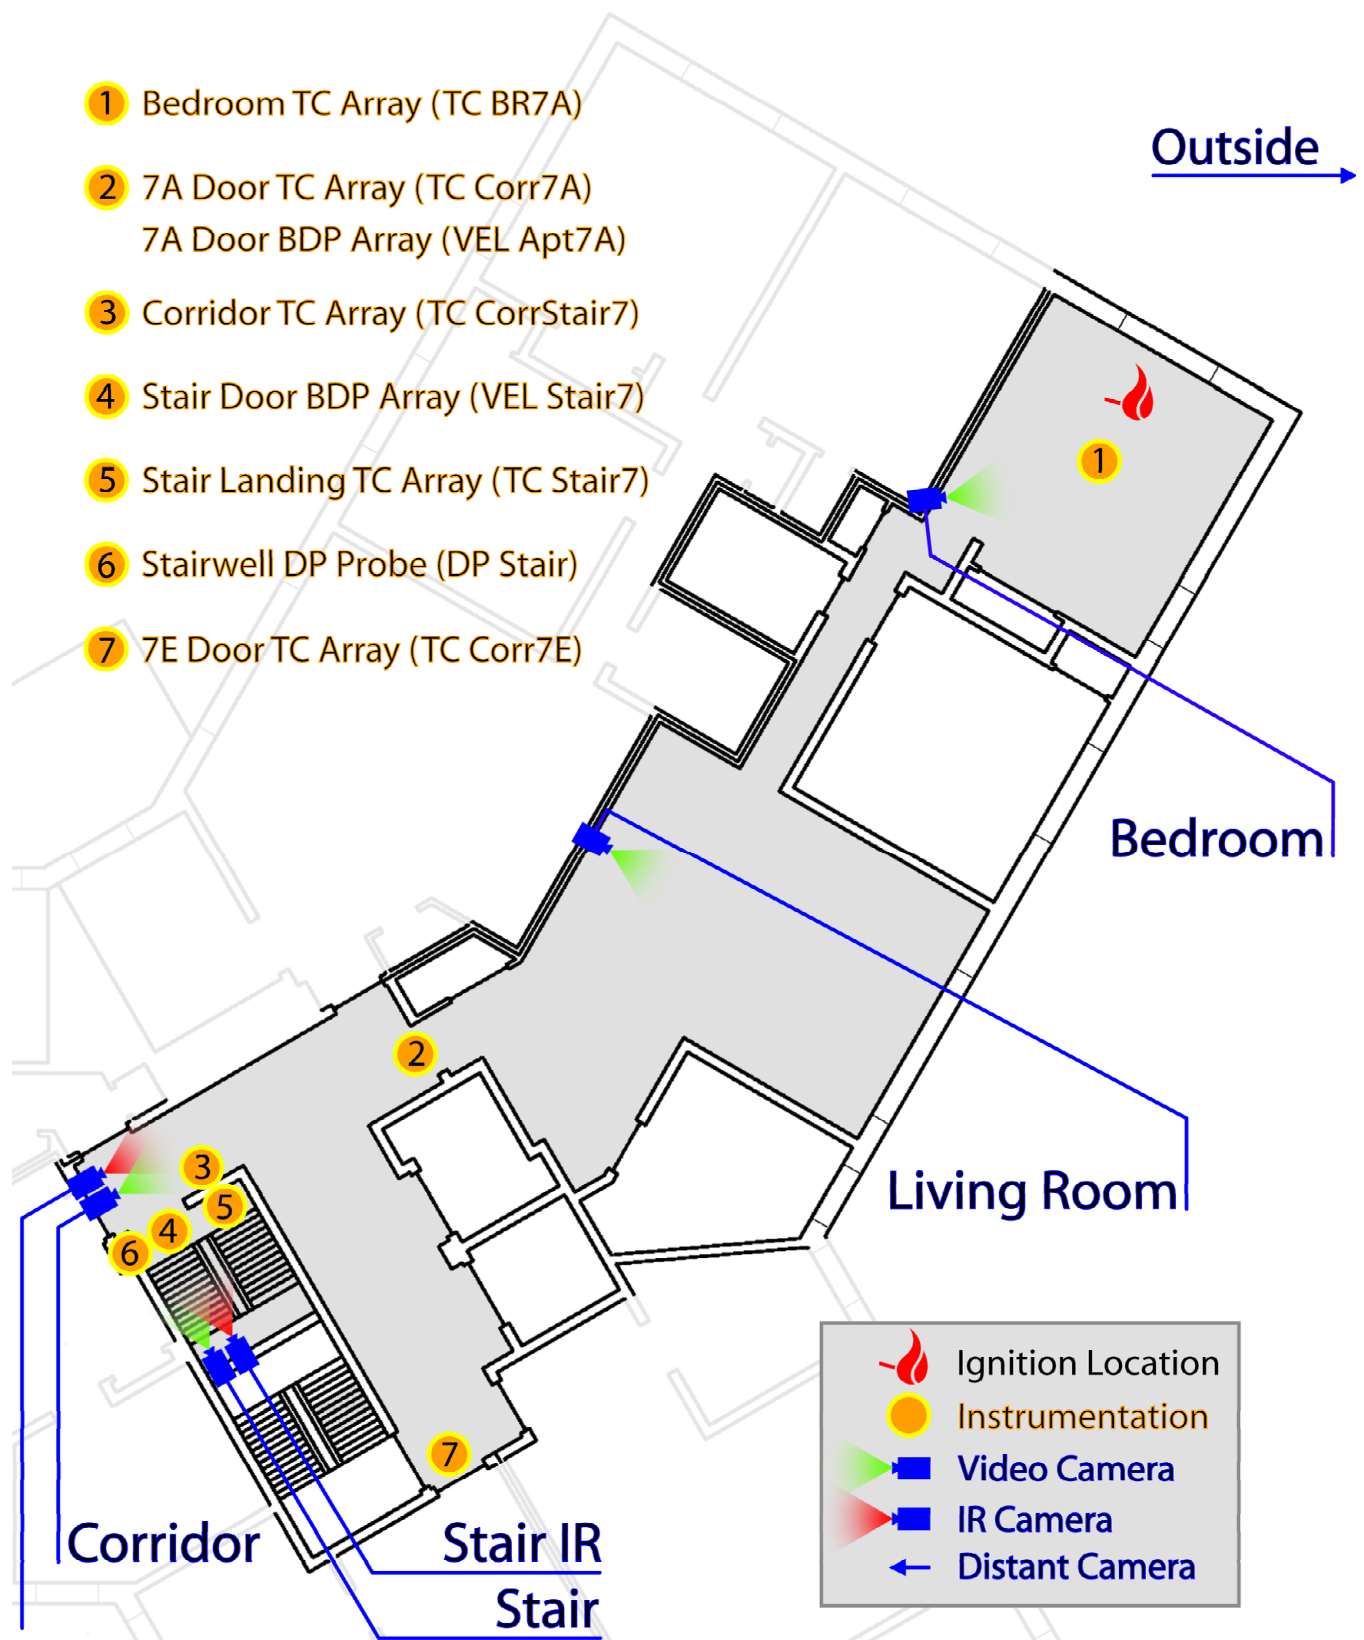 1 Bedroom TC Array (TC BR7A)
2 7A Door TC Array (TC Corr7A)
7A Door BDP Array (VEL Apt7A)
3 Corridor TC Array (TC CorrStair7)
4 Stair Door BDP Array (VEL Stair7)
5 Stair Landing TC Array (TC Stair7)
6 Stairwell DP Probe (DP Stair)
7 7E Door TC Array (TC Corr7E)
Outside
1
Bedroom
2
3
5
4
6
Living Room
7
Corridor
Stair IR
Stair
Ignition Location
Instrumentation
Video Camera
IR Camera
Distant Camera